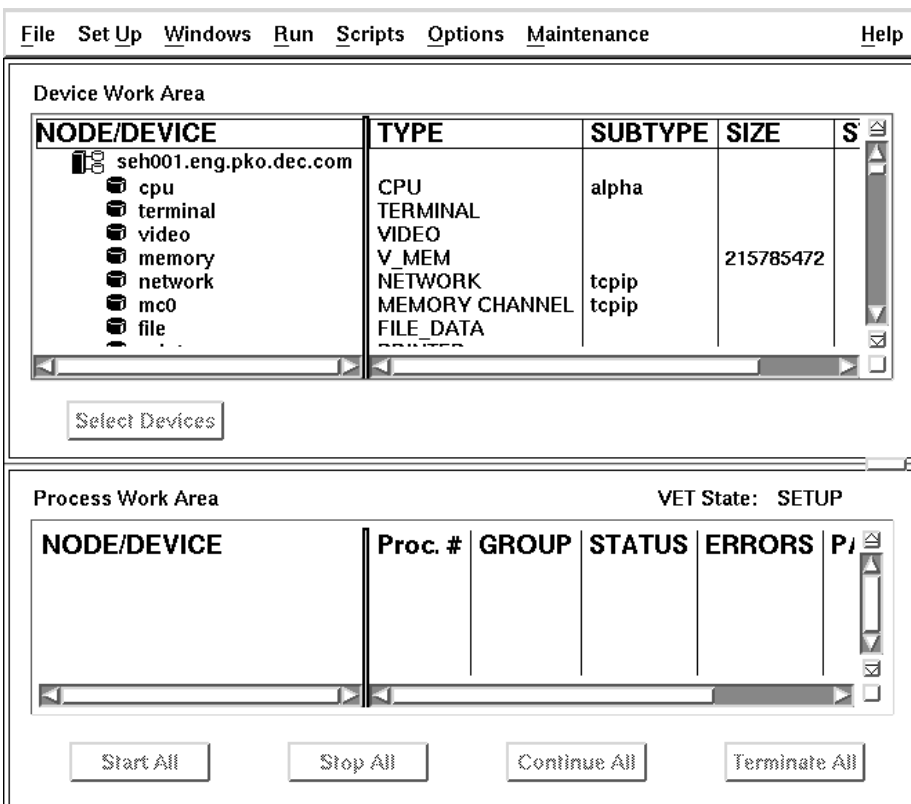 File Set Up Windows Run Scripts Options Maintenance Help
Device Work Area
NODE/DEVICE TYPE SUBTYPE SIZE
seh001.eng.pko.dec.com
cpu CPU alpha
terminal TERMINAL
video VIDEO
memory V_MEM 215785472
network NETWORK tcpip
mc0 MEMORY CHANNEL tcpip
file FILE_DATA
Select Devices
Process Work Area VET State: SETUP
NODE/DEVICE Proc. # GROUP STATUS ERRORS
Start All Stop All Continue All Terminate All